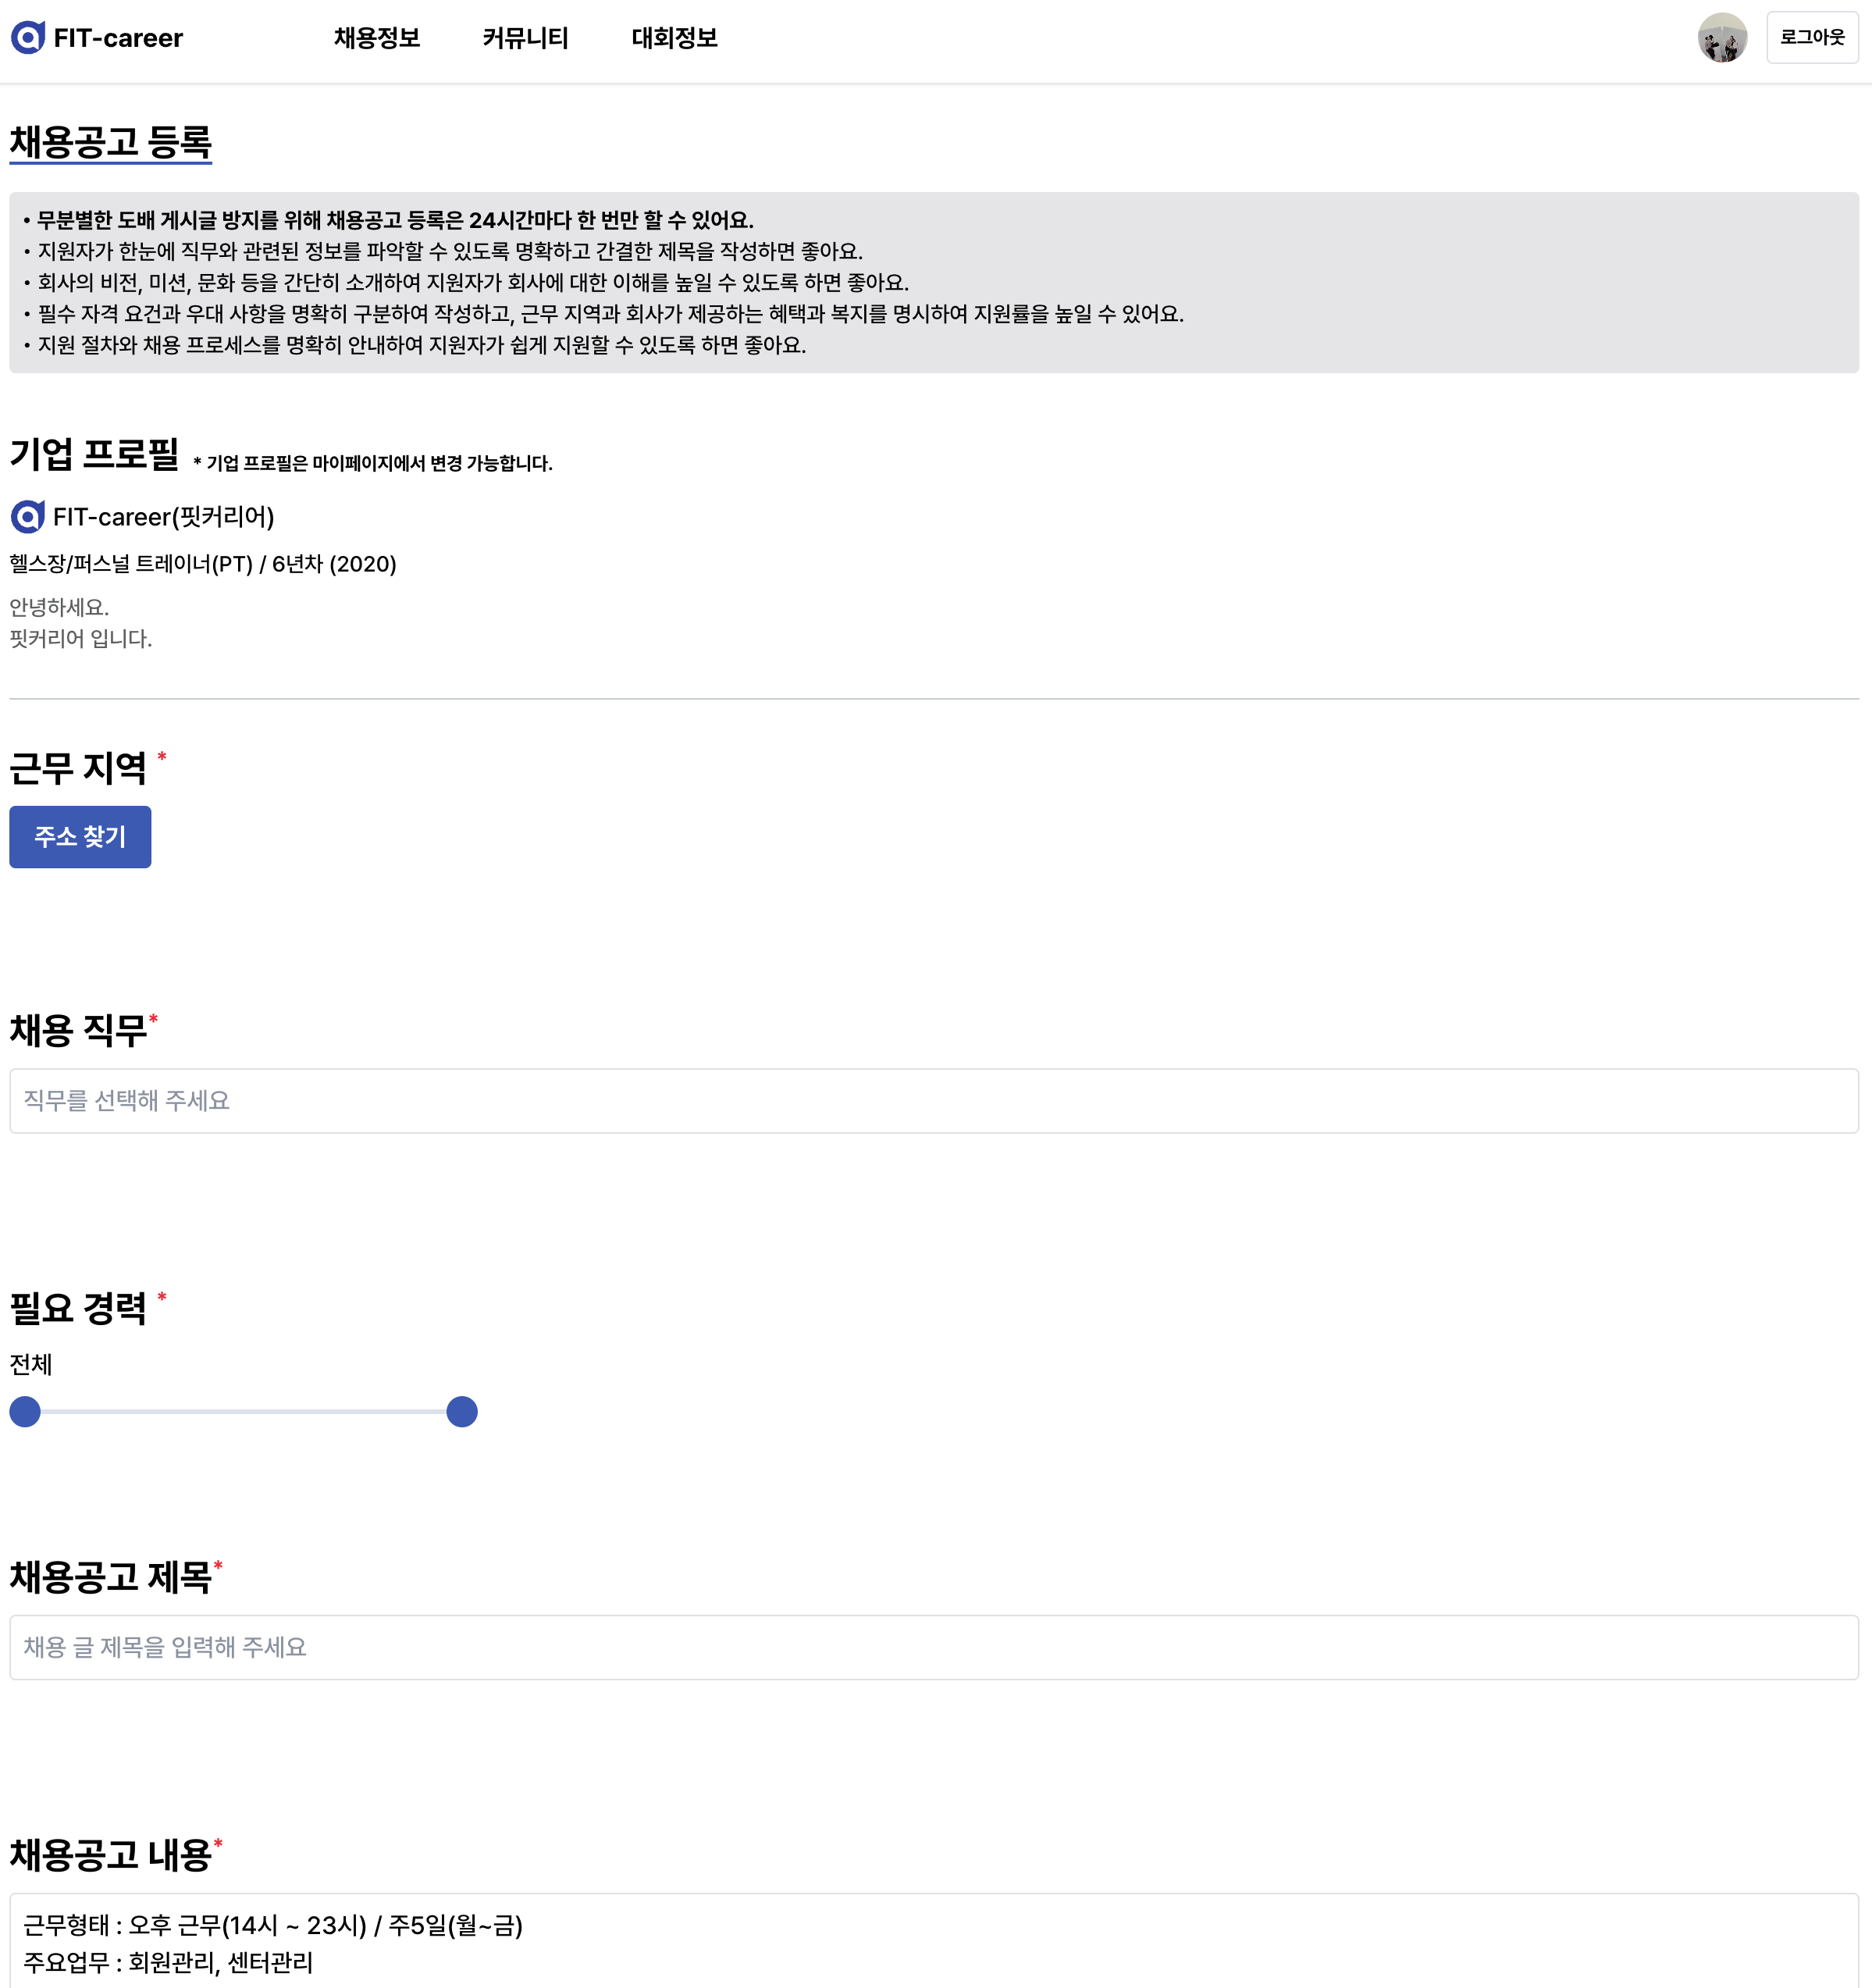 FIT-career
채용정보 커뮤니티 대회정보
로그아웃
채용공고 등록
• 무분별한 도배 게시글 방지를 위해 채용공고 등록은 24시간마다 한 번만 할 수 있어요.
• 지원자가 한눈에 직무와 관련된 정보를 파악할 수 있도록 명확하고 간결한 제목을 작성하면 좋아요.
• 회사의 비전, 미션, 문화 등을 간단히 소개하여 지원자가 회사에 대한 이해를 높일 수 있도록 하면 좋아요.
• 필수 자격 요건과 우대 사항을 명확히 구분하여 작성하고, 근무 지역과 회사가 제공하는 혜택과 복지를 명시하여 지원률을 높일 수 있어요.
• 지원 절차와 채용 프로세스를 명확히 안내하여 지원자가 쉽게 지원할 수 있도록 하면 좋아요.
기업 프로필 * 기업 프로필은 마이페이지에서 변경 가능합니다.
FIT-career(핏커리어)
헬스장/퍼스널 트레이너(PT) / 6년차 (2020)
안녕하세요.
핏커리어 입니다.
근무 지역 *
주소 찾기
채용 직무*
직무를 선택해 주세요
필요 경력 *
전체
채용공고 제목*
채용 글 제목을 입력해 주세요
채용공고 내용*
근무형태 : 오후 근무(14시 ~ 23시) / 주5일(월~금)
주요업무 : 회원관리, 센터관리